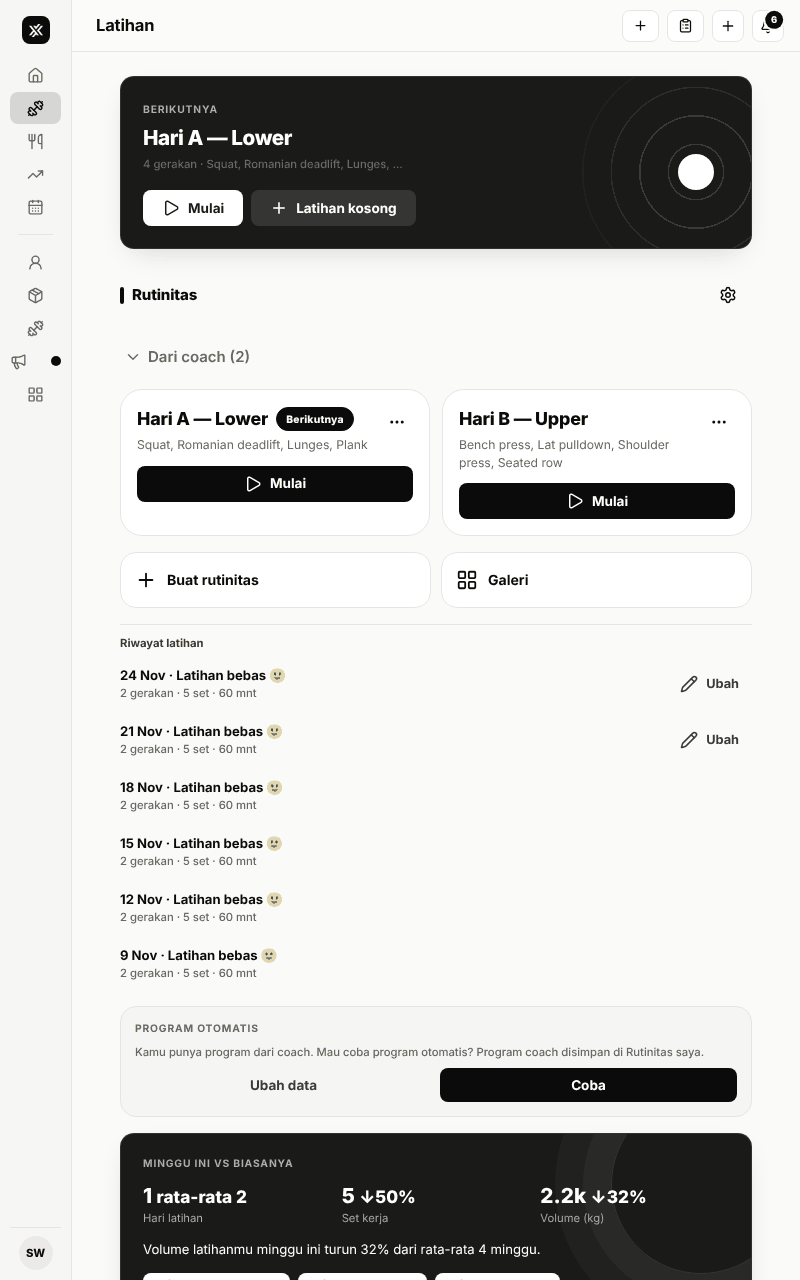 Latihan
6
BERIKUTNYA
Hari A — Lower
4 gerakan · Squat, Romanian deadlift, Lunges, ...
Mulai
Latihan kosong
Rutinitas
Dari coach (2)
Hari A — Lower
Berikutnya
Squat, Romanian deadlift, Lunges, Plank
Mulai
Hari B — Upper
Bench press, Lat pulldown, Shoulder
press, Seated row
Mulai
Buat rutinitas
Galeri
Riwayat latihan
24 Nov · Latihan bebas
2 gerakan · 5 set · 60 mnt
Ubah
21 Nov · Latihan bebas
2 gerakan · 5 set · 60 mnt
Ubah
18 Nov · Latihan bebas
2 gerakan · 5 set · 60 mnt
15 Nov · Latihan bebas
2 gerakan · 5 set · 60 mnt
12 Nov · Latihan bebas
2 gerakan · 5 set · 60 mnt
9 Nov · Latihan bebas
2 gerakan · 5 set · 60 mnt
PROGRAM OTOMATIS
Kamu punya program dari coach. Mau coba program otomatis? Program coach disimpan di Rutinitas saya.
Ubah data
Coba
MINGGU INI VS BIASANYA
1 rata-rata 2
Hari latihan
5 ↓50%
Set kerja
2.2k ↓32%
Volume (kg)
Volume latihanmu minggu ini turun 32% dari rata-rata 4 minggu.
SW